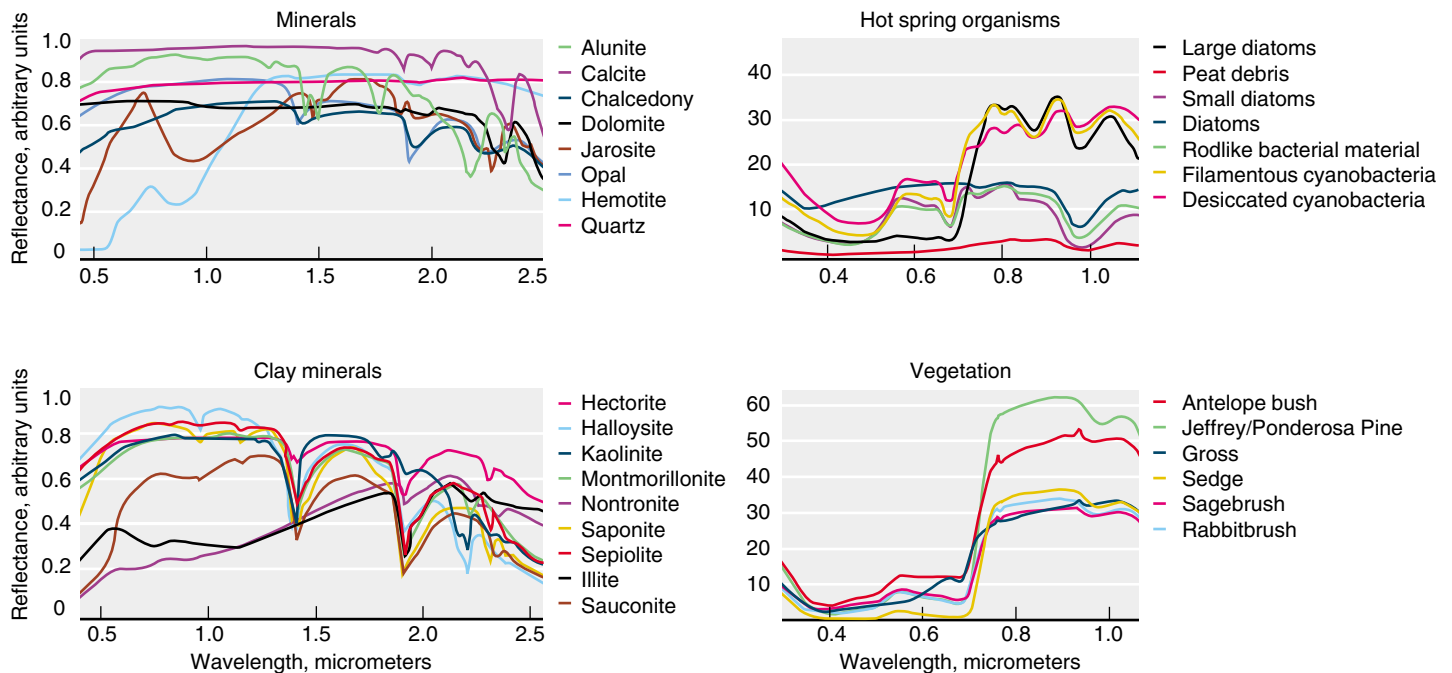 Minerals
Reflectance, arbitrary units
1.0
0.8
0.6
0.4
0.2
0
0.5
1.0
1.5
2.0
2.5
Alunite
Calcite
Chalcedony
Dolomite
Jarosite
Opal
Hemotite
Quartz
Hot spring organisms
40
30
20
10
0.4
0.6
0.8
1.0
Large diatoms
Peat debris
Small diatoms
Diatoms
Rodlike bacterial material
Filamentous cyanobacteria
Desiccated cyanobacteria
Clay minerals
Reflectance, arbitrary units
1.0
0.8
0.6
0.4
0.2
0
0.5
1.0
1.5
2.0
2.5
Wavelength, micrometers
Hectorite
Halloysite
Kaolinite
Montmorillonite
Nontronite
Saponite
Sepiolite
Illite
Sauconite
Vegetation
60
50
40
30
20
10
0.4
0.6
0.8
1.0
Wavelength, micrometers
Antelope bush
Jeffrey/Ponderosa Pine
Gross
Sedge
Sagebrush
Rabbitbrush